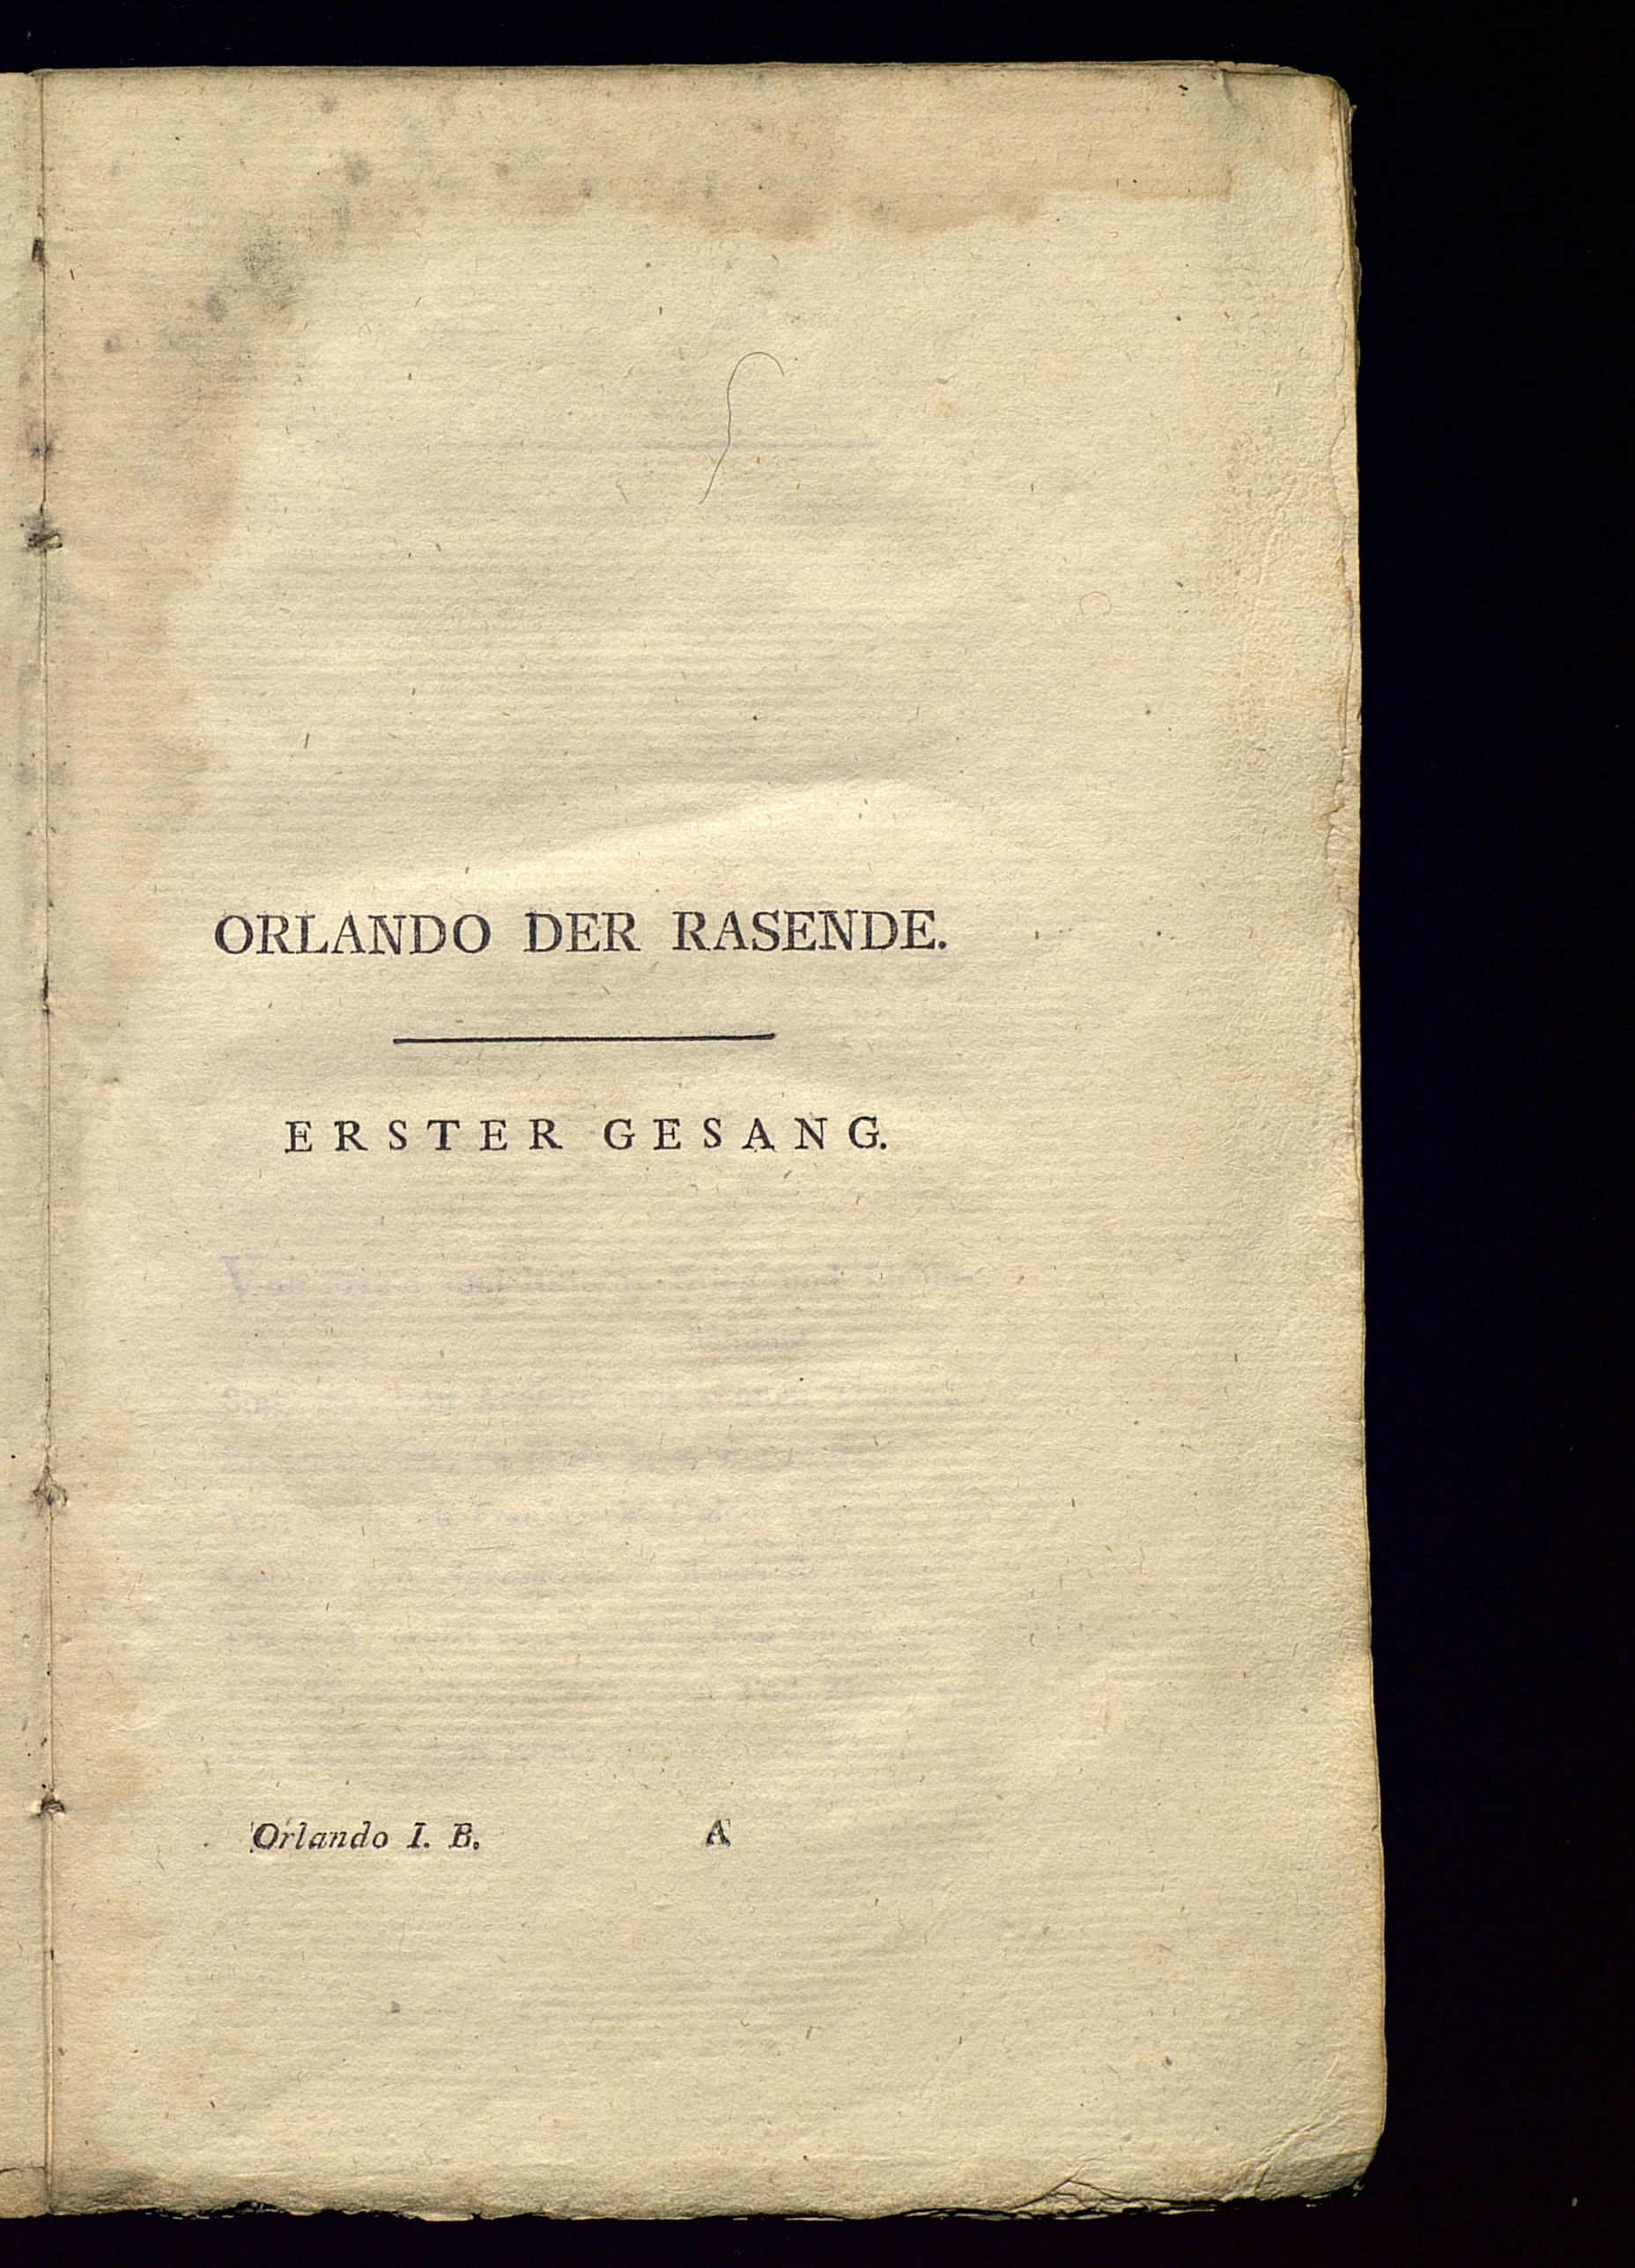 ORLANDO DER RASENDE.
ERSTER GESANG.
Orlando I. B. A